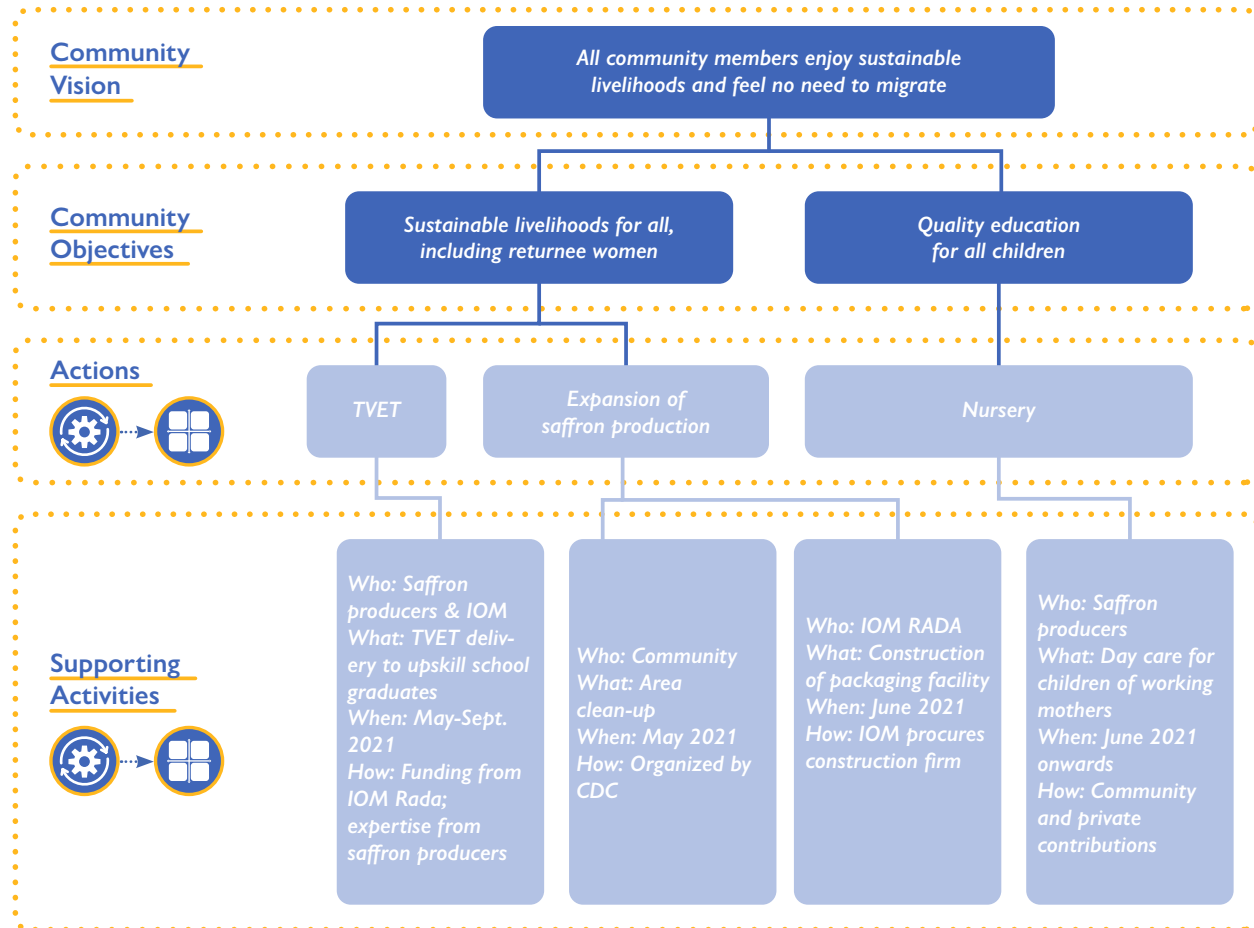 Community
Vision
All community members enjoy sustainable
livelihoods and feel no need to migrate
Community
Objectives
Sustainable livelihoods for all,
including returnee women
Quality education
for all children
Actions
TVET
Expansion of
saffron production
Nursery
Supporting
Activities
Who: Saffron
producers & IOM
What: TVET deliv-
ery to upskill school
graduates
When: May-Sept.
2021
How: Funding from
IOM Rada;
expertise from
saffron producers
Who: Community
What: Area
clean-up
When: May 2021
How: Organized by
CDC
Who: IOM RADA
What: Construction
of packaging facility
When: June 2021
How: IOM procures
construction firm
Who: Saffron
producers
What: Day care for
children of working
mothers
When: June 2021
onwards
How: Community
and private
contributions